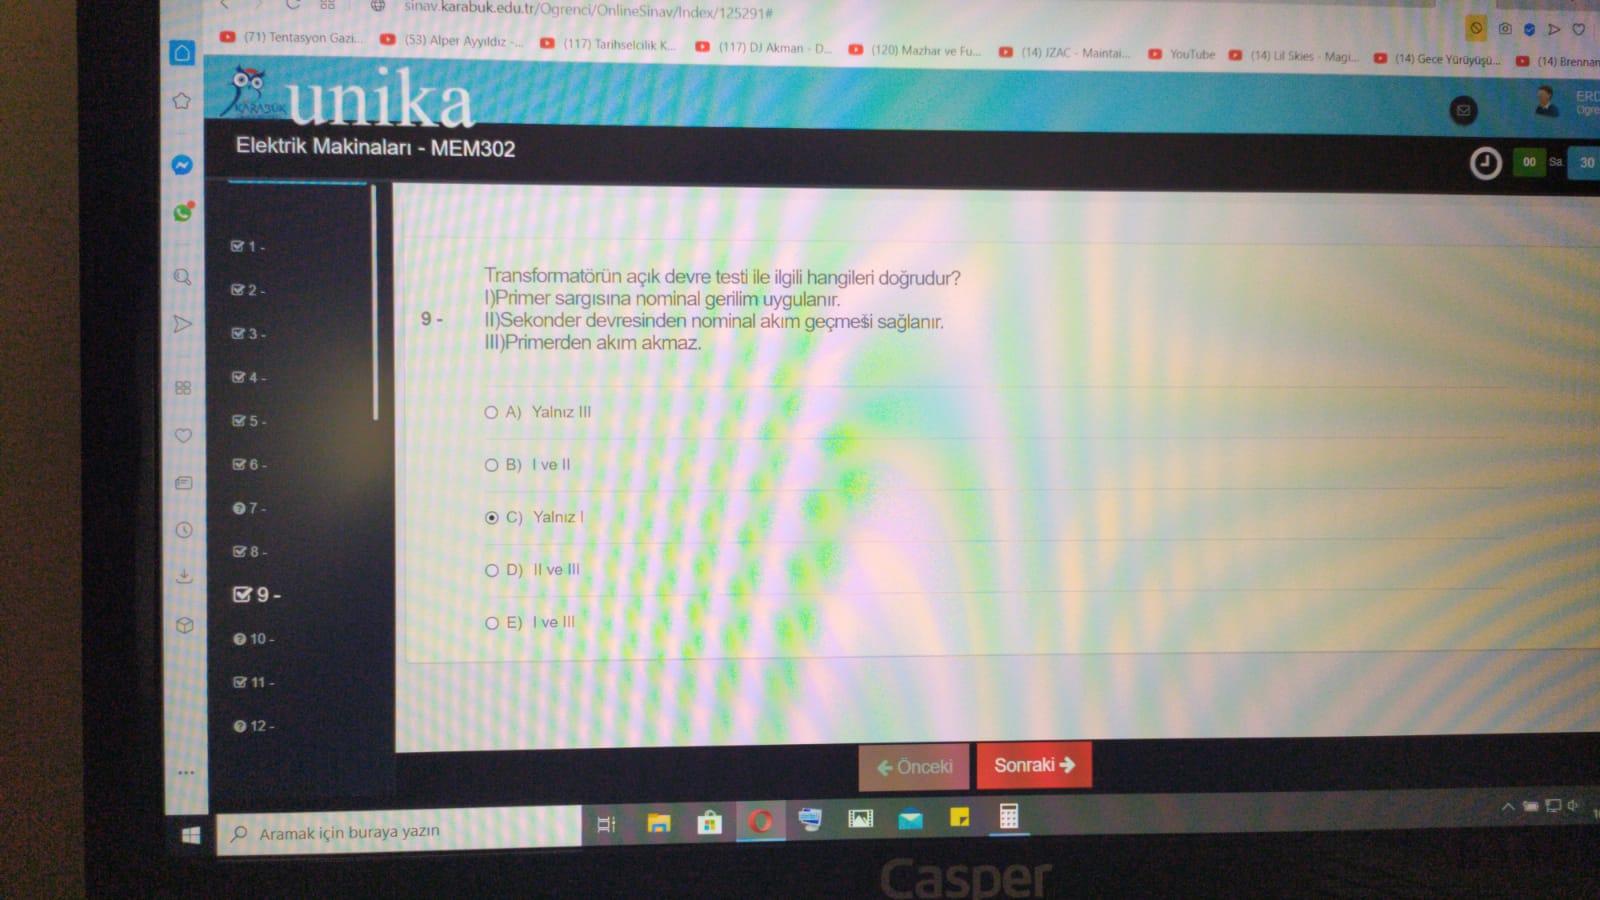 sinav.karabuk.edu.tr/Ogrenci/OnlineSinav/Index/125291#
(71) Tentasyon Gazi...
(53) Alper Ayyıldız -...
(117) Tarihselcilik K...
(117) DJ Akman - D...
(120) Mazhar ve Fu...
(14) JZAC - Maintai...
YouTube
(14) Lil Skies - Magi...
(14) Gece Yürüyüşü...
(14) Brennan
KARABÜK
unika
ERD
Ogre
Elektrik Makinaları - MEM302
00 Sa. 30
1 -
2 -
3 -
4 -
5 -
6 -
7 -
8 -
9 -
10 -
11 -
12 -
9 -
Transformatörün açık devre testi ile ilgili hangileri doğrudur?
I)Primer sargısına nominal gerilim uygulanır.
II)Sekonder devresinden nominal akım geçmesi sağlanır.
III)Primerden akım akmaz.
A) Yalnız III
B) I ve II
C) Yalnız I
D) II ve III
E) I ve III
Önceki
Sonraki
Aramak için buraya yazın
Casper